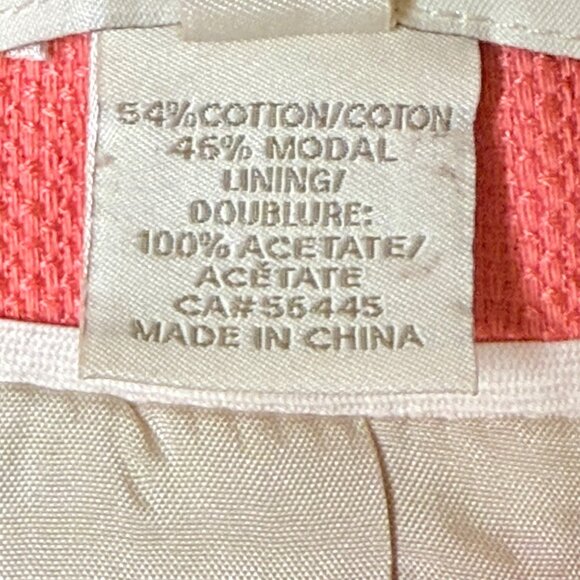 54% COTTON/COTON
46% MODAL
LINING/
DOUBLURE:
100% ACETATE/
ACÉTATE
CA#56445
MADE IN CHINA